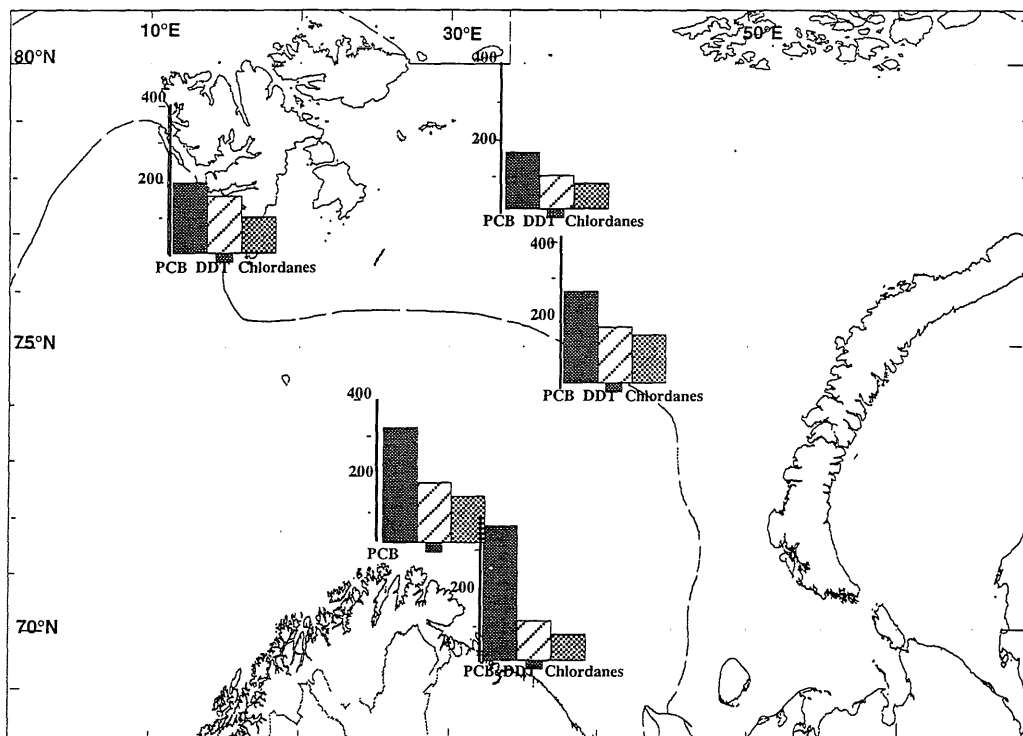 10°E 30°E 50°E
80°N
400
200
PCB DDT Chlordanes
400
200
PCB DDT Chlordanes
400
200
PCB DDT Chlordanes
75°N
400
200
PCB
200
PCB DDT Chlordanes
70°N